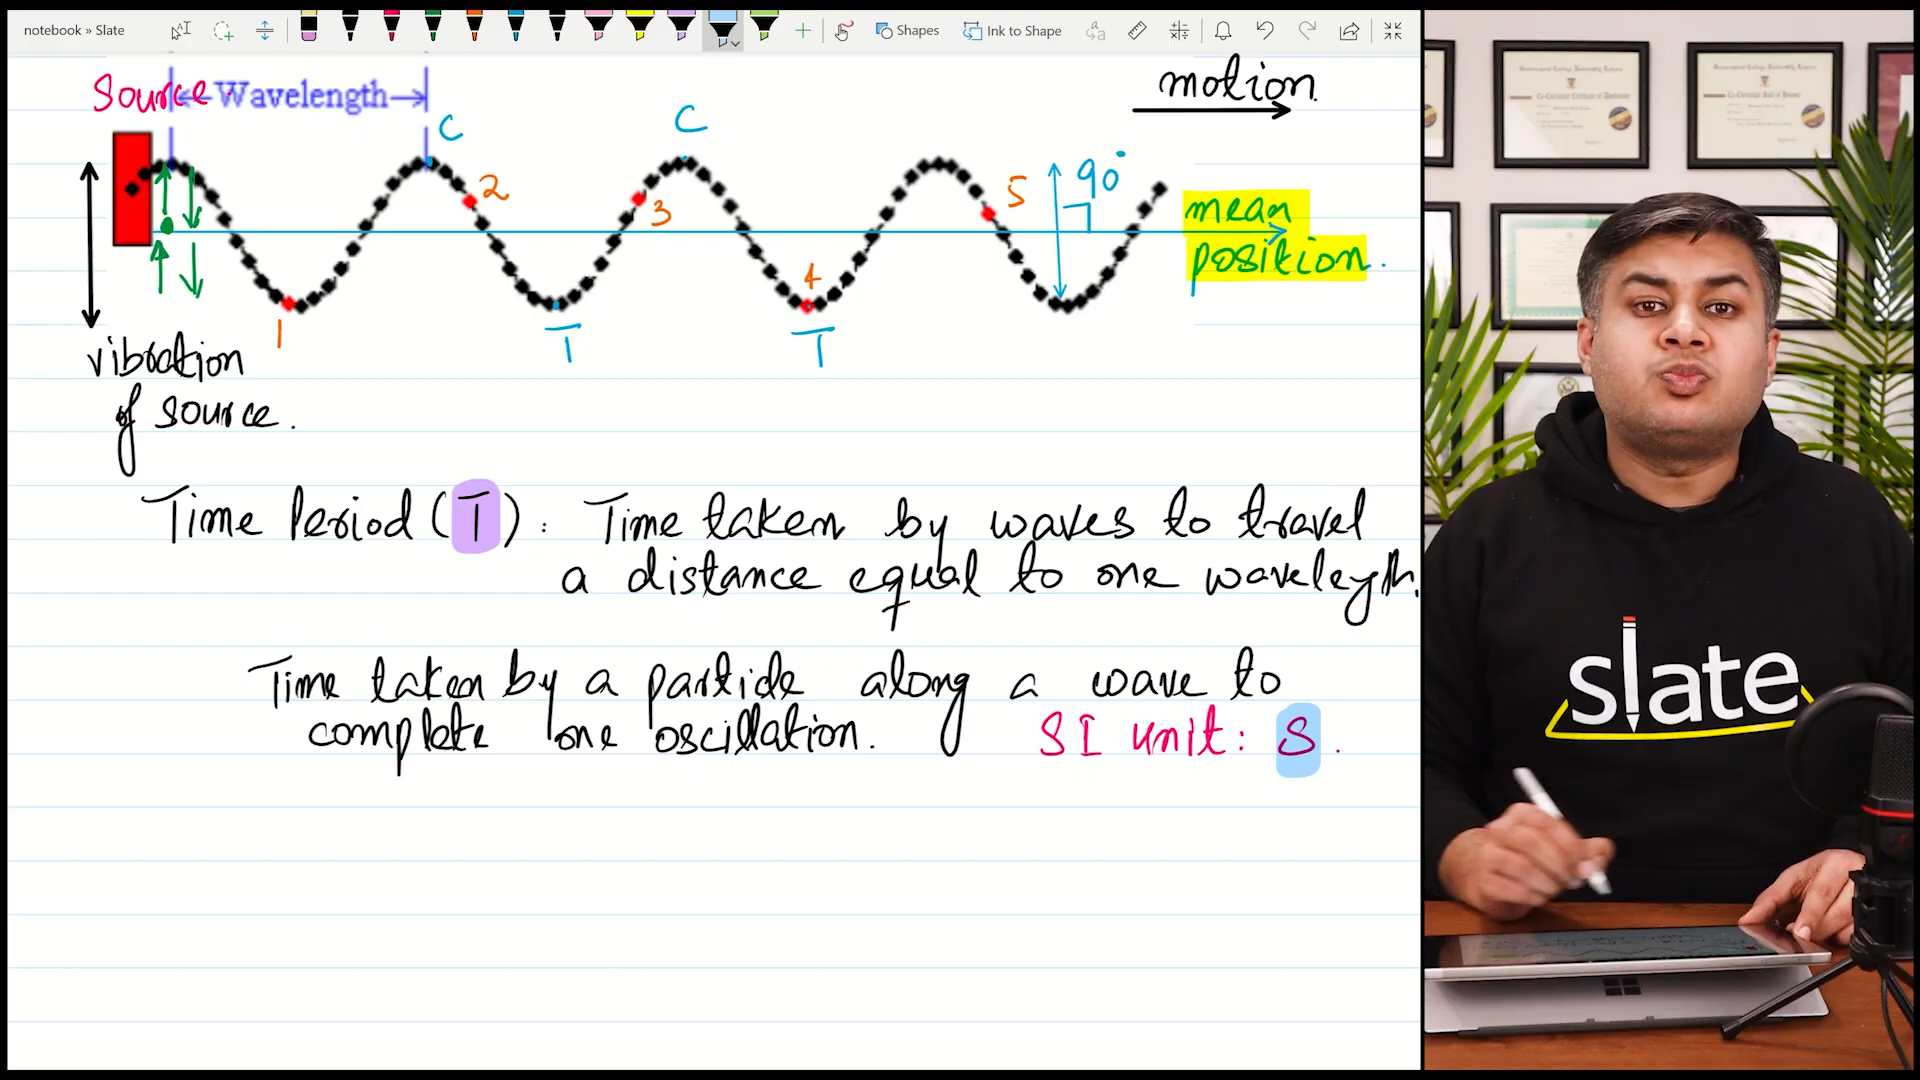 notebook » Slate
Shapes
Ink to Shape
Source
Wavelength
motion
C
C
2
3
5
90°
mean
position.
4
1
T
T
vibration
of source.
Time Period (T) : Time taken by waves to travel
a distance equal to one wavelegth.
Time taken by a particle along a wave to
complete one oscillation.
SI unit: S.
slate